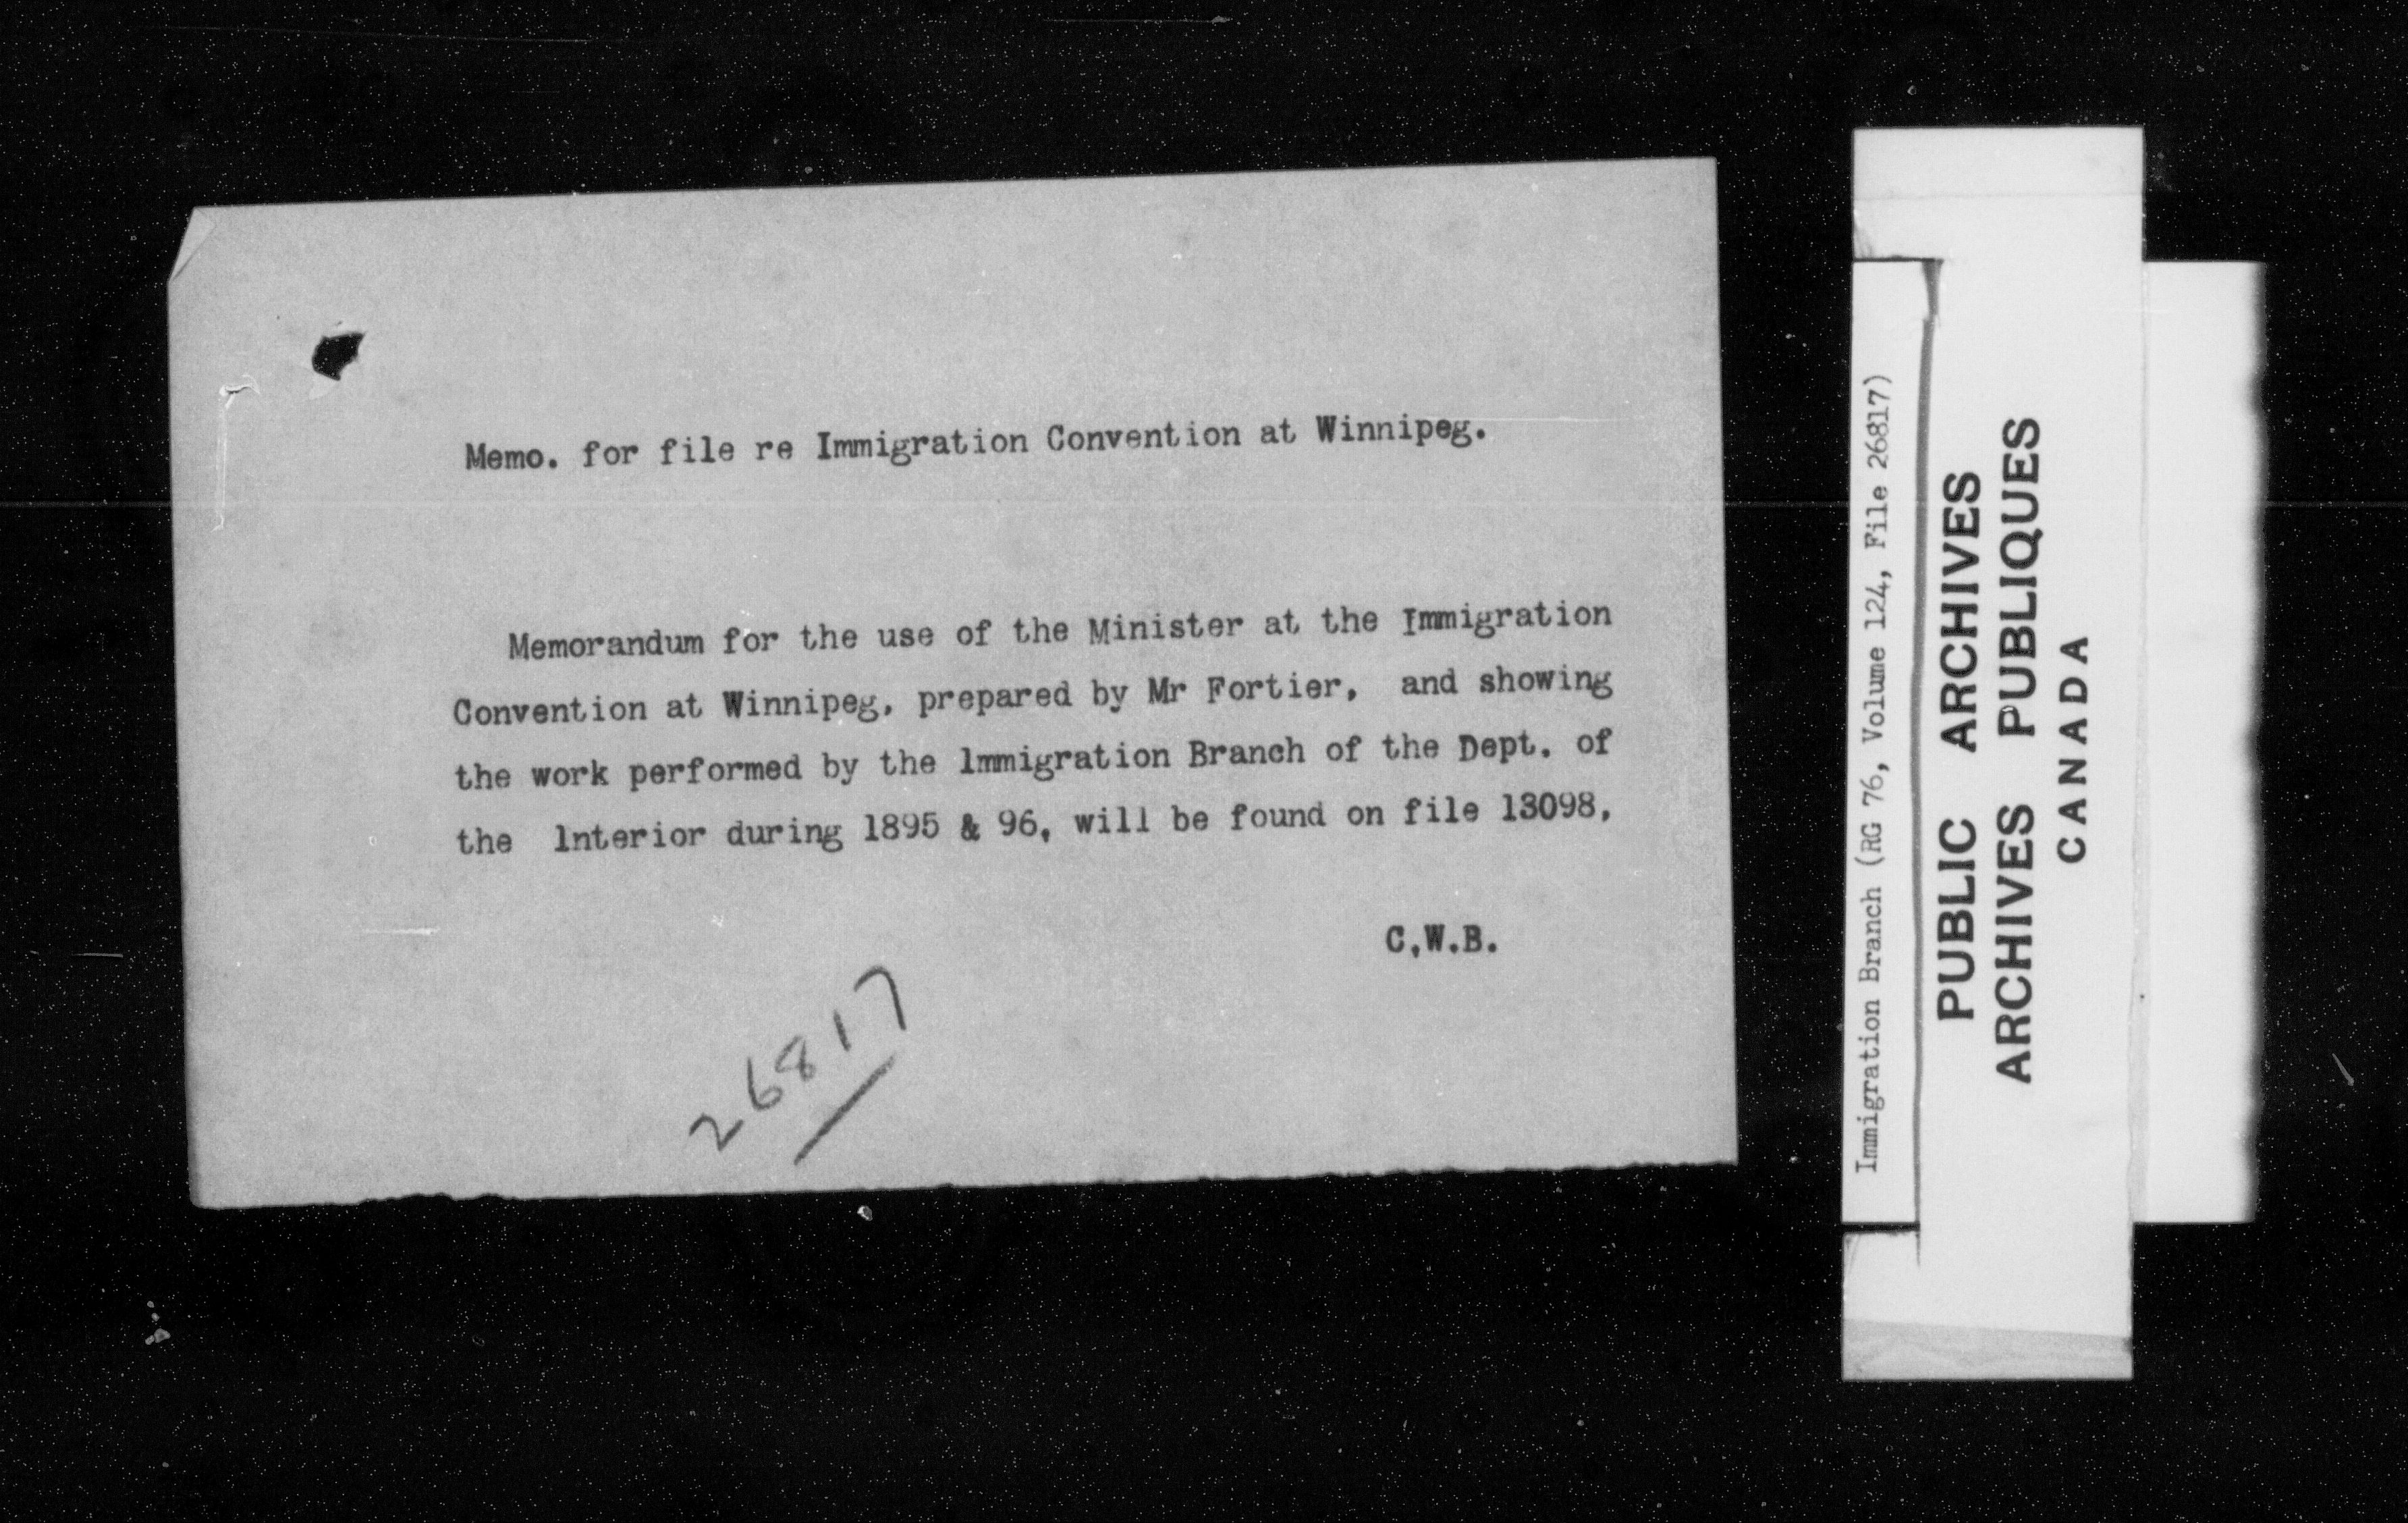 Memo. for file re Immigration Convention at Winnipeg.
Memorandum for the use of the Minister at the Immigration
Convention at Winnipeg, prepared by Mr Fortier, and showing
the work performed by the lmmigration Branch of the Dept. of
the lnterior during 1895 & 96, will be found on file 13098,
C,W.B.
26817
Immigration Branch (RG 76, Volume 124, File 26817)
PUBLIC ARCHIVES
ARCHIVES PUBLIQUES
CANADA